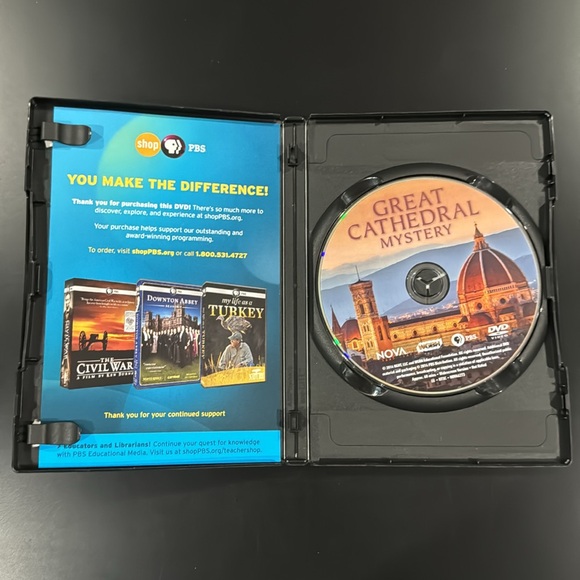 shop PBS
YOU MAKE THE DIFFERENCE!
Thank you for purchasing this DVD! There's so much more to
discover, explore, and experience at shopPBS.org.
Your purchase helps support our outstanding and
award-winning programming.
To order, visit shopPBS.org or call 1.800.531.4727
THE
CIVIL WAR
A FILM BY KEN BURNS
DOWNTON ABBEY
my life as a
TURKEY
Thank you for your continued support
Educators and Librarians! Continue your quest for knowledge
with PBS Educational Media. Visit us at shopPBS.org/teachershop.
GREAT
CATHEDRAL
MYSTERY
NOVA
WGBH
PBS
DVD
VIDEO